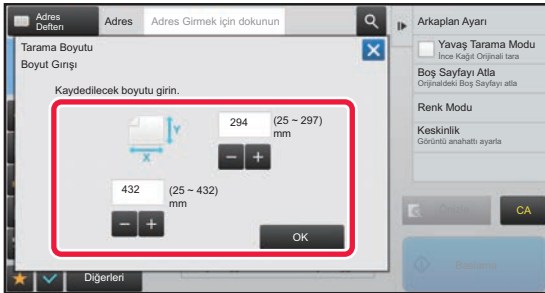 Adres
Defteri
Adres
Adres Girmek için dokunun
Tarama Boyutu
Boyut Girışı
Kaydedilecek boyutu girin.
Y
X
294
(25 ~ 297)
mm
432
(25 ~ 432)
mm
OK
Diğerleri
Arkaplan Ayarı
Yavaş Tarama Modu
İnce Kağıt Orijinali tara
Boş Sayfayı Atla
Orijinaldeki Boş Sayfayı atla
Renk Modu
Keskinlik
Görüntü anahattı ayarla
CA